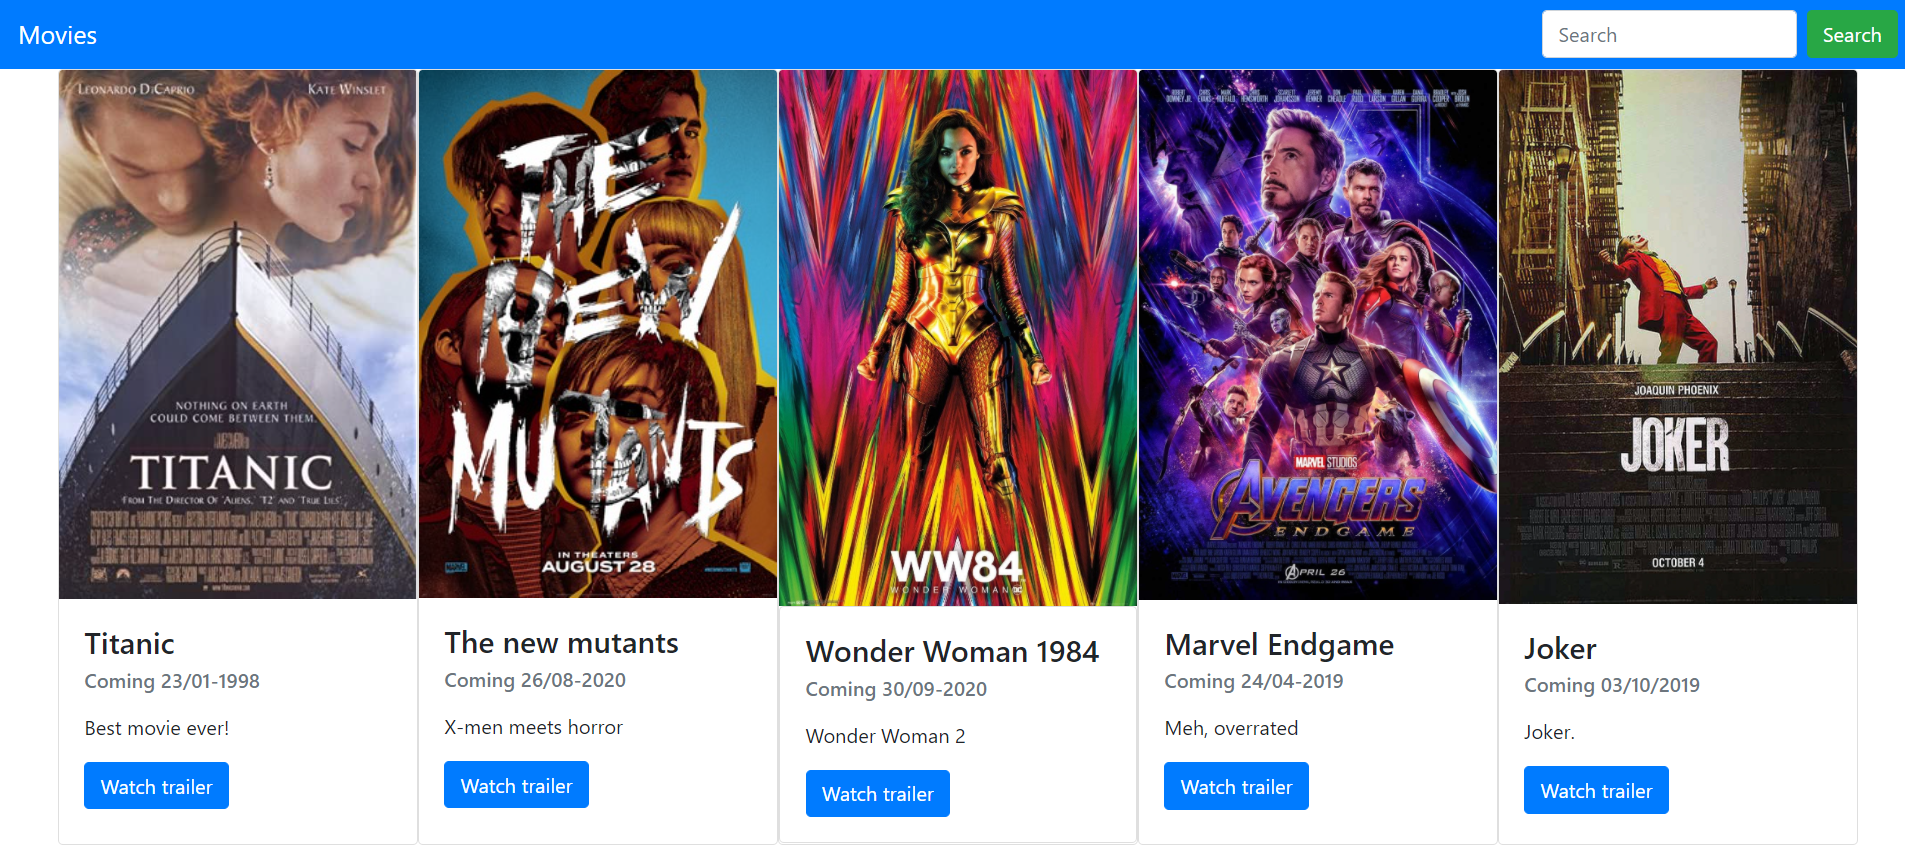 Movies
Search
Search
LEONARDO DICAPRIO KATE WINSLET
NOTHING ON EARTH
COULD COME BETWEEN THEM.
TITANIC
FROM THE DIRECTOR OF 'ALIENS,' 'T2' AND 'TRUE LIES'
Titanic
Coming 23/01-1998
Best movie ever!
Watch trailer
THE
NEW
MUTANTS
IN THEATERS
AUGUST 28
MARVEL
The new mutants
Coming 26/08-2020
X-men meets horror
Watch trailer
WW84
WONDER WOMAN
Wonder Woman 1984
Coming 30/09-2020
Wonder Woman 2
Watch trailer
MARVEL STUDIOS
AVENGERS
ENDGAME
APRIL 26
Marvel Endgame
Coming 24/04-2019
Meh, overrated
Watch trailer
JOAQUIN PHOENIX
JOKER
OCTOBER 4
Joker
Coming 03/10/2019
Joker.
Watch trailer